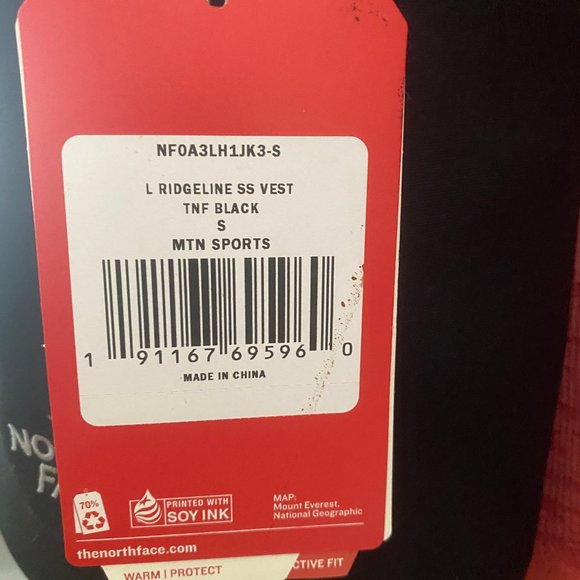 NF0A3LH1JK3-S
L RIDGELINE SS VEST
TNF BLACK
S
MTN SPORTS
1 91167 69596 0
MADE IN CHINA
NO
F
70%
PRINTED WITH
SOY INK
MAP:
Mount Everest,
National Geographic
thenorthface.com
WARM | PROTECT
CTIVE FIT